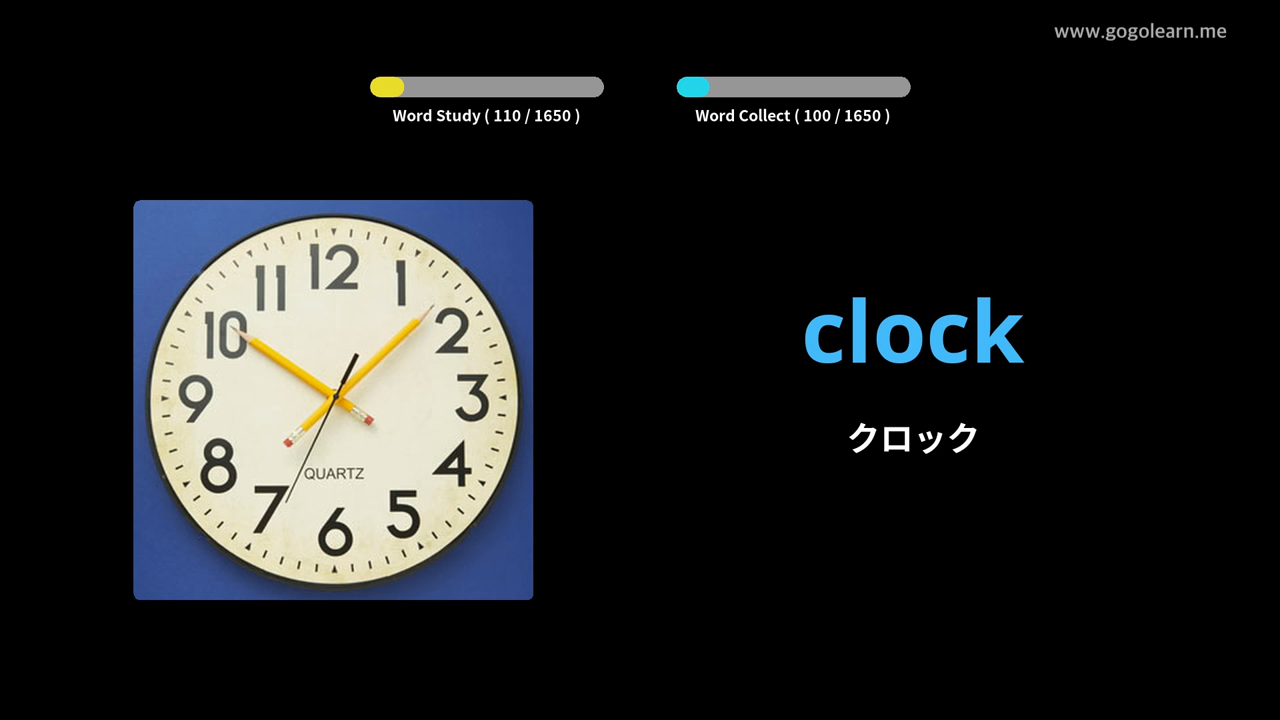 www.gogolearn.me
Word Study ( 110 / 1650 )
Word Collect ( 100 / 1650 )
12
1
2
3
4
5
6
7
8
9
10
11
QUARTZ
clock
クロック